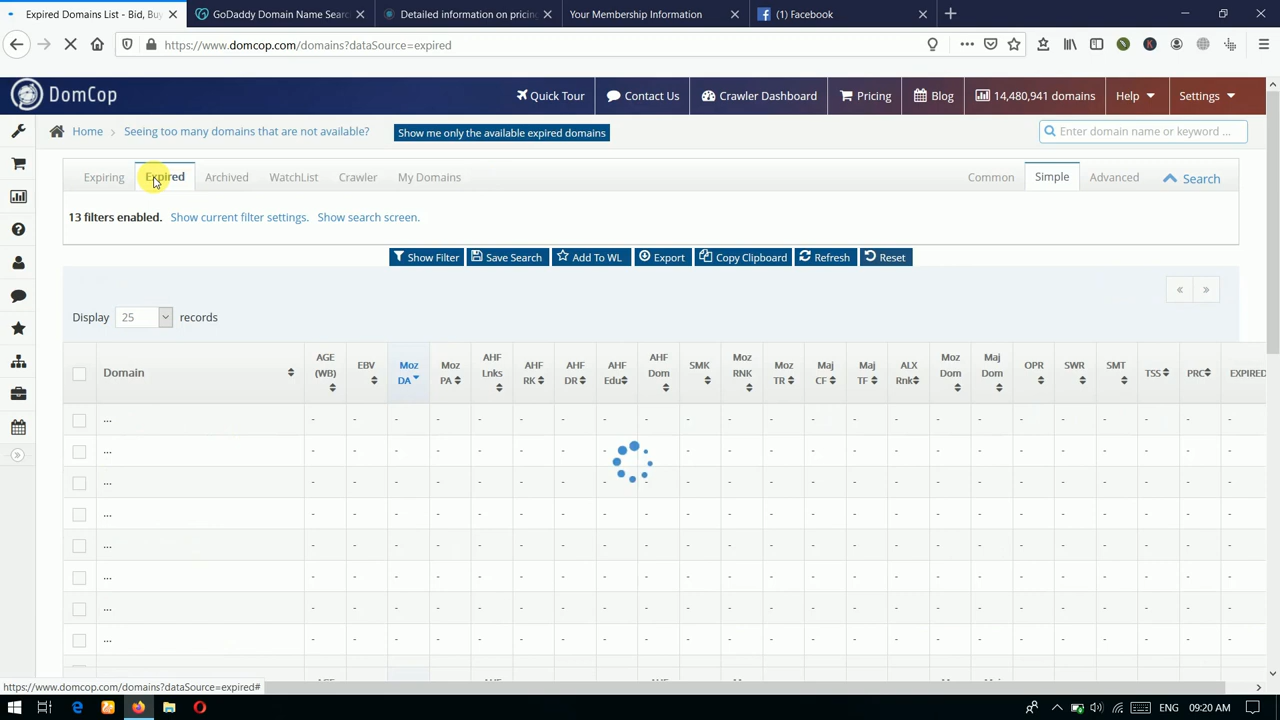 Expired Domains List - Bid, Buy
GoDaddy Domain Name Searc
Detailed information on pricin
Your Membership Information
(1) Facebook
https://www.domcop.com/domains?dataSource=expired
DomCop
Quick Tour
Contact Us
Crawler Dashboard
Pricing
Blog
14,480,941 domains
Help
Settings
Home > Seeing too many domains that are not available?
Show me only the available expired domains
Enter domain name or keyword ...
Expiring
Expired
Archived
WatchList
Crawler
My Domains
Common
Simple
Advanced
Search
13 filters enabled. Show current filter settings. Show search screen.
Show Filter
Save Search
Add To WL
Export
Copy Clipboard
Refresh
Reset
« »
Display 25 records
Domain
AGE (WB)
EBV
Moz DA
Moz PA
AHF Lnks
AHF RK
AHF DR
AHF Edu
AHF Dom
SMK
Moz RNK
Moz TR
Maj CF
Maj TF
ALX Rnk
Moz Dom
Maj Dom
OPR
SWR
SMT
TSS
PRC
EXPIRED
... - - - - - - - - - - - - - - - - - - - - - - -
... - - - - - - - - - - - - - - - - - - - - - - -
... - - - - - - - - - - - - - - - - - - - - - - -
... - - - - - - - - - - - - - - - - - - - - - - -
... - - - - - - - - - - - - - - - - - - - - - - -
... - - - - - - - - - - - - - - - - - - - - - - -
... - - - - - - - - - - - - - - - - - - - - - - -
... - - - - - - - - - - - - - - - - - - - - - - -
https://www.domcop.com/domains?dataSource=expired#
ENG
09:20 AM